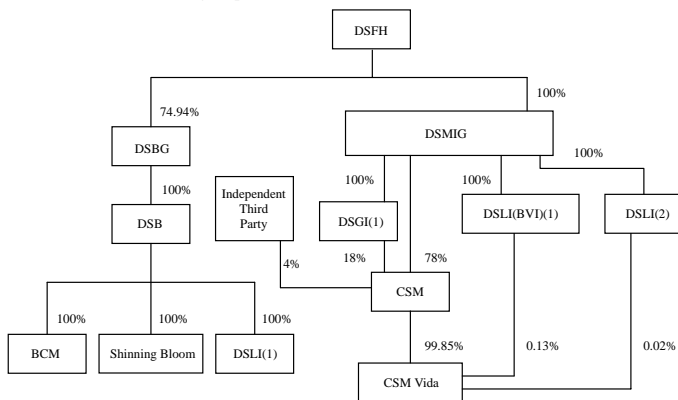 DSFH
74.94%
100%
DSBG
DSMIG
100%
100%
100%
100%
DSB
Independent
Third
Party
DSGI(1)
DSLI(BVI)(1)
DSLI(2)
4%
18%
78%
CSM
100%
100%
100%
BCM
Shinning Bloom
DSLI(1)
99.85%
0.13%
0.02%
CSM Vida